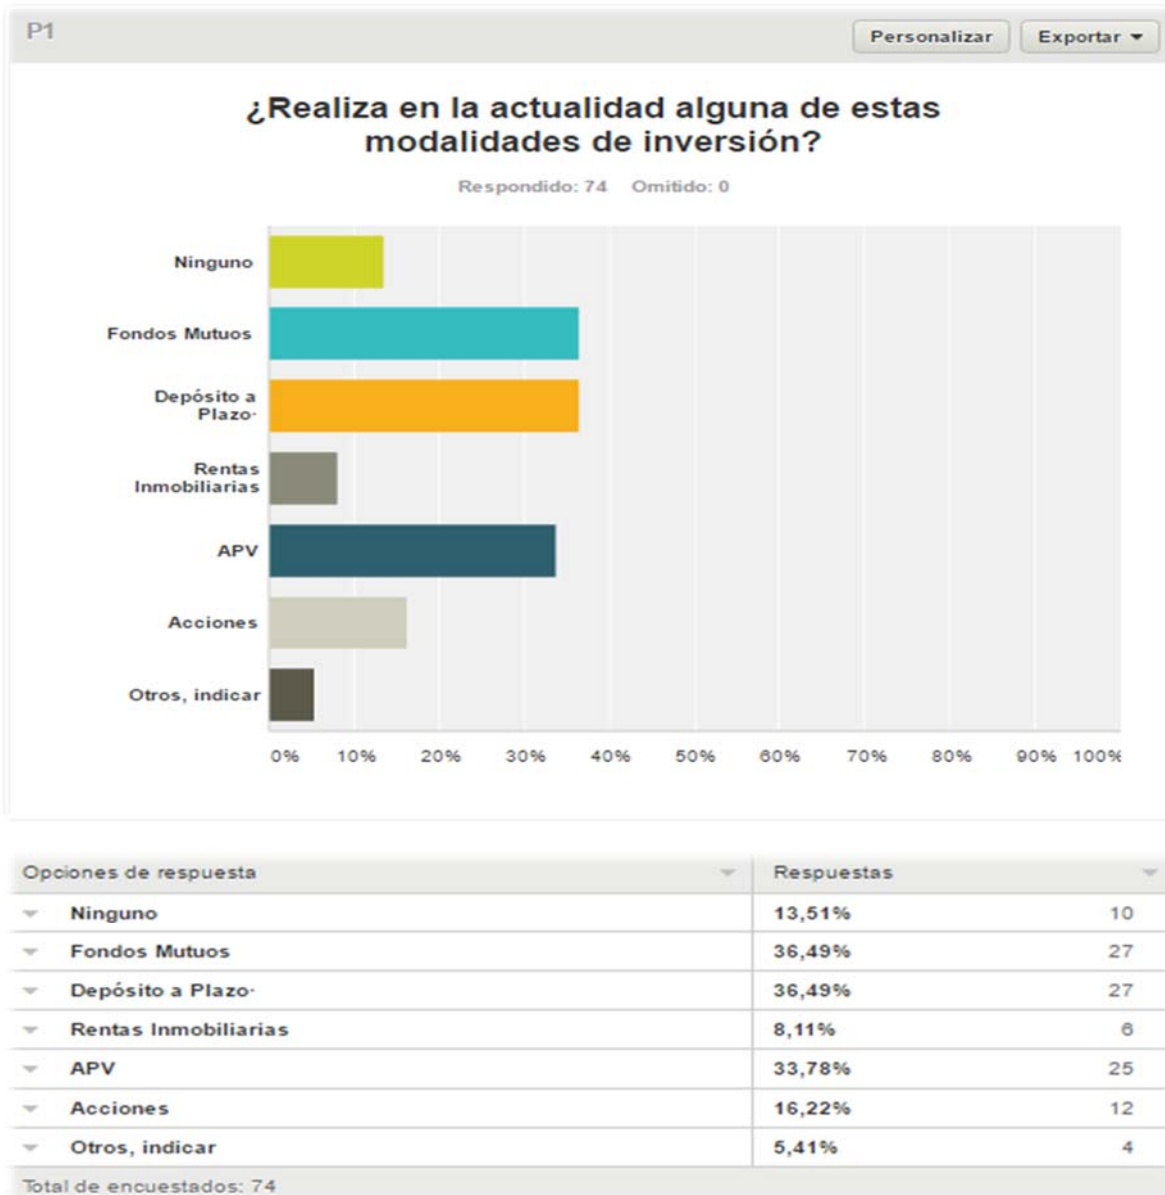 P1
Personalizar
Exportar
¿Realiza en la actualidad alguna de estas
modalidades de inversión?
Respondido: 74 Omitido: 0
Ninguno
Fondos Mutuos
Depósito a
Plazo·
Rentas
Inmobiliarias
APV
Acciones
Otros, indicar
0% 10% 20% 30% 40% 50% 60% 70% 80% 90% 100%
Opciones de respuesta Respuestas
Ninguno 13,51% 10
Fondos Mutuos 36,49% 27
Depósito a Plazo· 36,49% 27
Rentas Inmobiliarias 8,11% 6
APV 33,78% 25
Acciones 16,22% 12
Otros, indicar 5,41% 4
Total de encuestados: 74